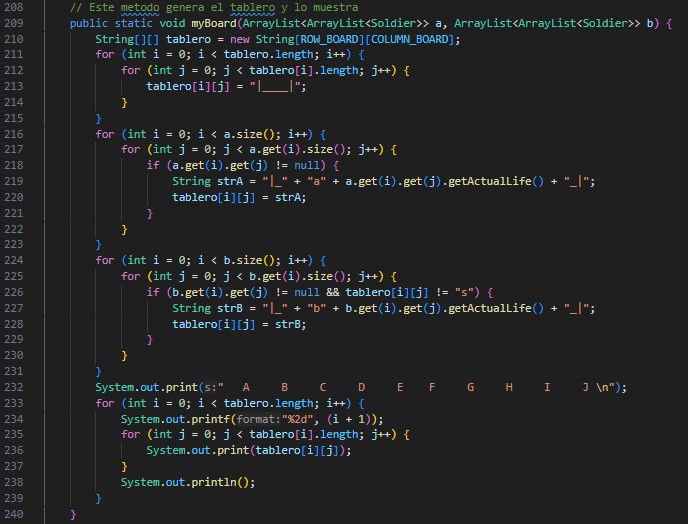 208 // Este metodo genera el tablero y lo muestra
209 public static void myBoard(ArrayList<ArrayList<Soldier>> a, ArrayList<ArrayList<Soldier>> b) {
210 String[][] tablero = new String[ROW_BOARD][COLUMN_BOARD];
211 for (int i = 0; i < tablero.length; i++) {
212 for (int j = 0; j < tablero[i].length; j++) {
213 tablero[i][j] = "|____|";
214 }
215 }
216 for (int i = 0; i < a.size(); i++) {
217 for (int j = 0; j < a.get(i).size(); j++) {
218 if (a.get(i).get(j) != null) {
219 String strA = "|_" + "a" + a.get(i).get(j).getActualLife() + "_|";
220 tablero[i][j] = strA;
221 }
222 }
223 }
224 for (int i = 0; i < b.size(); i++) {
225 for (int j = 0; j < b.get(i).size(); j++) {
226 if (b.get(i).get(j) != null && tablero[i][j] != "s") {
227 String strB = "|_" + "b" + b.get(i).get(j).getActualLife() + "_|";
228 tablero[i][j] = strB;
229 }
230 }
231 }
232 System.out.print(s:"   A     B     C     D     E    F     G     H     I     J \n");
233 for (int i = 0; i < tablero.length; i++) {
234 System.out.printf(format:"%2d", (i + 1));
235 for (int j = 0; j < tablero[i].length; j++) {
236 System.out.print(tablero[i][j]);
237 }
238 System.out.println();
239 }
240 }